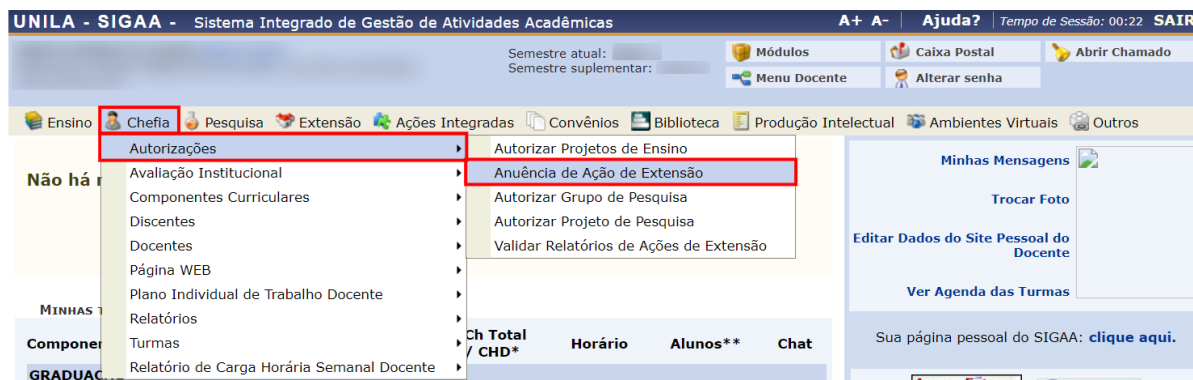 UNILA - SIGAA - Sistema Integrado de Gestão de Atividades Acadêmicas A+ A- Ajuda? Tempo de Sessão: 00:22 SAIR
Semestre atual:
Semestre suplementar:
Módulos Caixa Postal Abrir Chamado
Menu Docente Alterar senha
Ensino Chefia Pesquisa Extensão Ações Integradas Convênios Biblioteca Produção Intelectual Ambientes Virtuais Outros
Autorizações
Avaliação Institucional
Componentes Curriculares
Discentes
Docentes
Página WEB
Plano Individual de Trabalho Docente
Relatórios
Turmas
Relatório de Carga Horária Semanal Docente
Autorizar Projetos de Ensino
Anuência de Ação de Extensão
Autorizar Grupo de Pesquisa
Autorizar Projeto de Pesquisa
Validar Relatórios de Ações de Extensão
Não há
MINHAS
Ch Total
/ CHD* Horário Alunos** Chat
Minhas Mensagens
Trocar Foto
Editar Dados do Site Pessoal do
Docente
Ver Agenda das Turmas
Sua página pessoal do SIGAA: clique aqui.